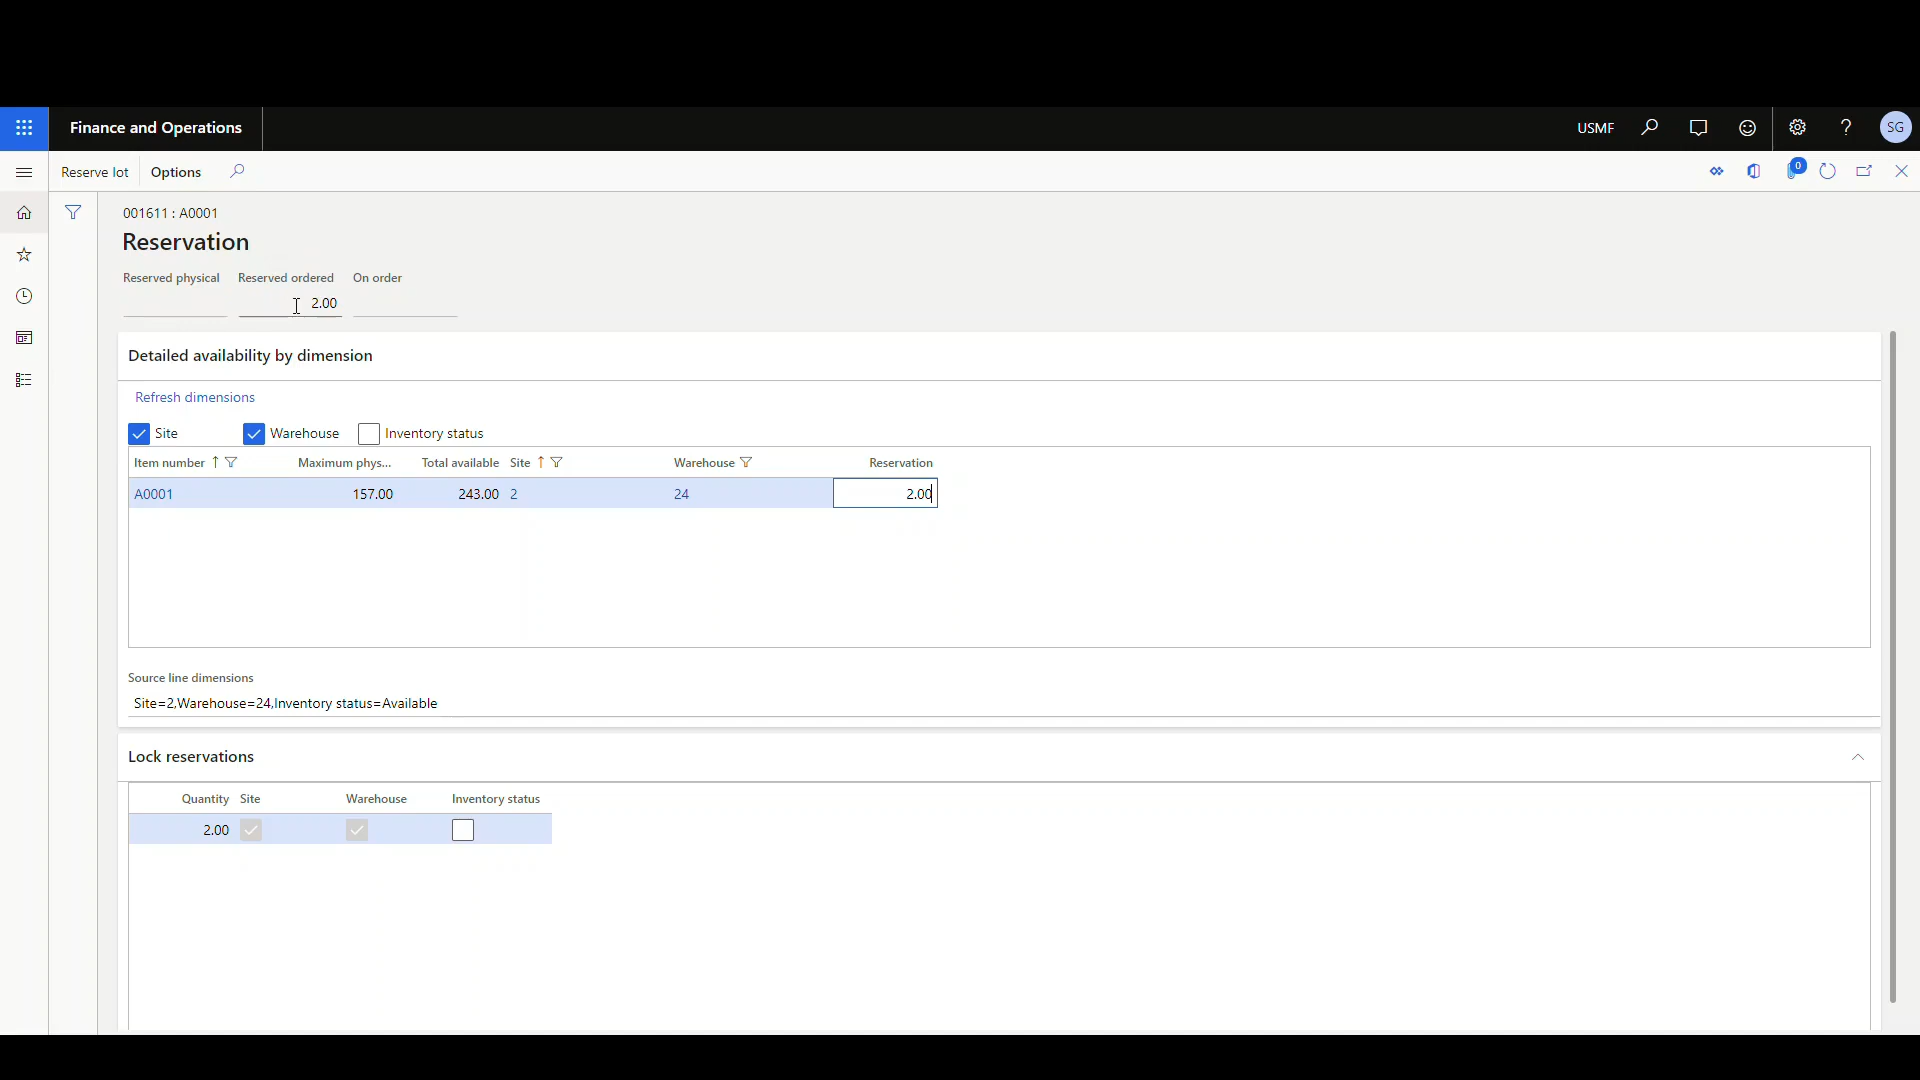 Finance and Operations
USMF
SG
Reserve lot
Options
0
001611 : A0001
Reservation
Reserved physical Reserved ordered On order
2.00
Detailed availability by dimension
Refresh dimensions
Site Warehouse Inventory status
Item number Maximum phys... Total available Site Warehouse Reservation
A0001 157.00 243.00 2 24 2.00
Source line dimensions
Site=2,Warehouse=24,Inventory status=Available
Lock reservations
Quantity Site Warehouse Inventory status
2.00